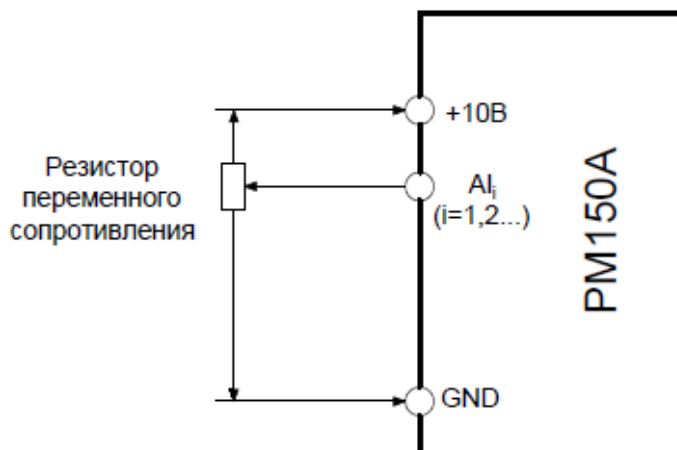 +10В
Резистор
переменного
сопротивления
AIᵢ
(i=1,2...)
PM150A
GND